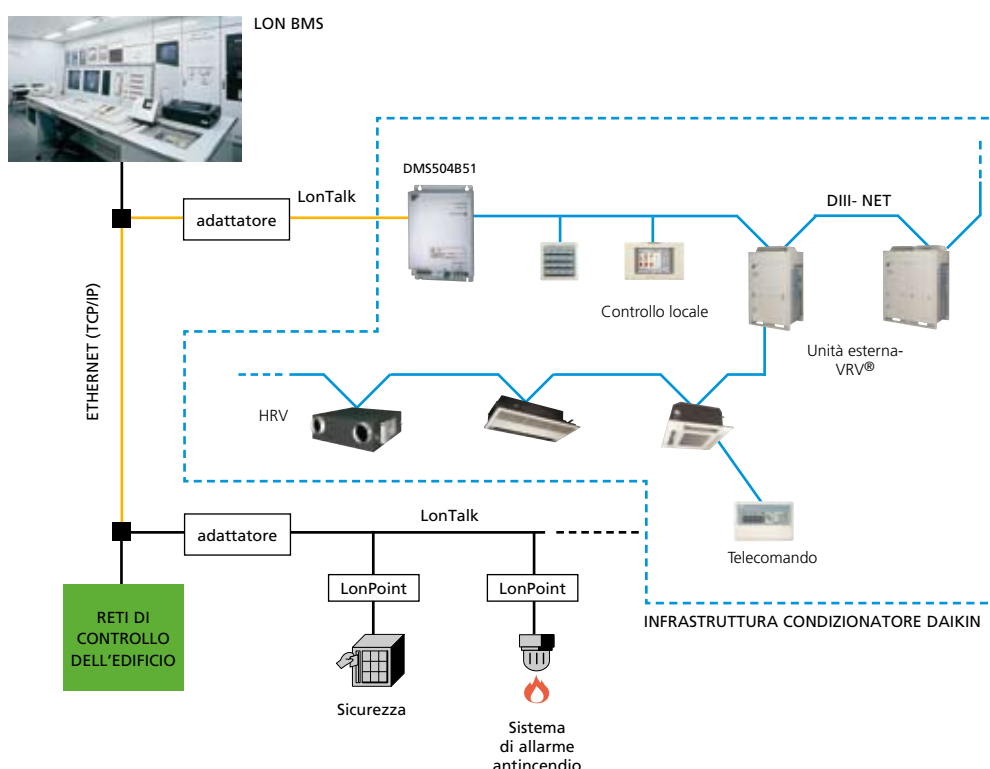 LON BMS
DMS504B51
LonTalk
adattatore
DIII- NET
ETHERNET (TCP/IP)
Controllo locale
Unità esterna-
VRV®
HRV
LonTalk
adattatore
Telecomando
LonPoint
LonPoint
RETI DI
CONTROLLO
DELL'EDIFICIO
INFRASTRUTTURA CONDIZIONATORE DAIKIN
Sicurezza
Sistema
di allarme
antincendio